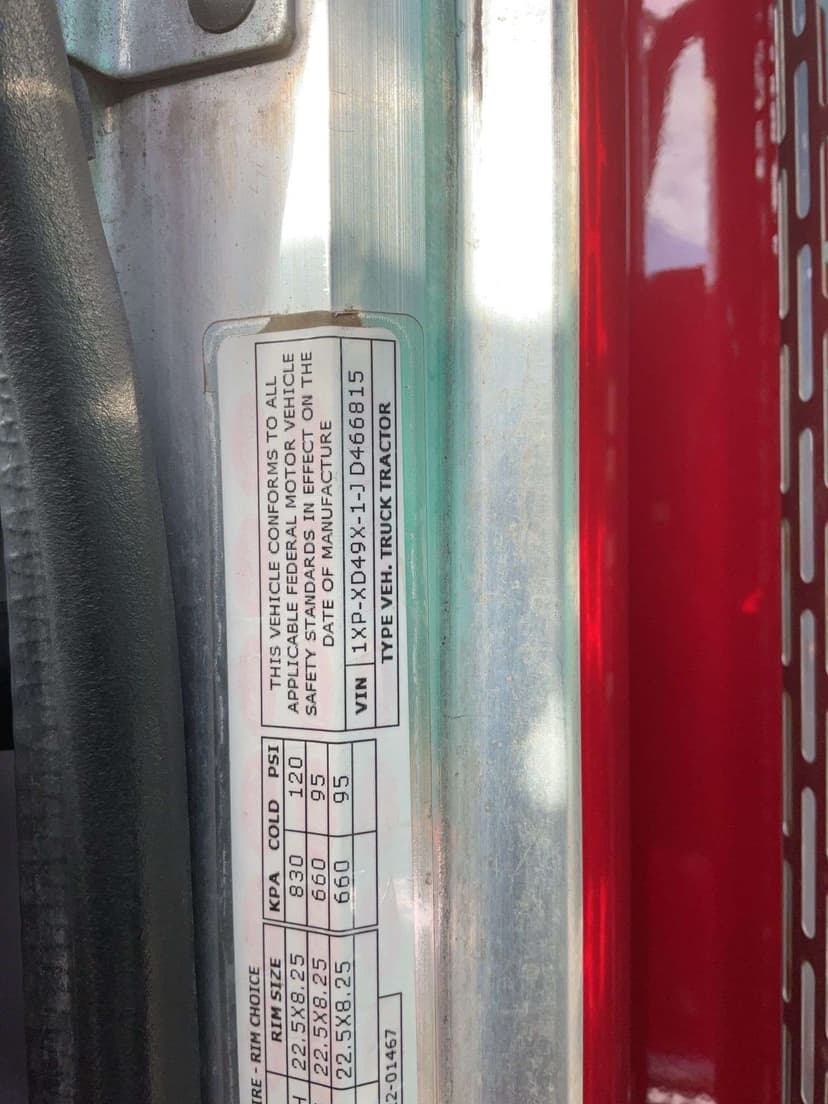 IRE - RIM CHOICE
RIM SIZE KPA COLD PSI
H 22.5X8.25 830 120
22.5X8.25 660 95
22.5X8.25 660 95
2-01467
THIS VEHICLE CONFORMS TO ALL
APPLICABLE FEDERAL MOTOR VEHICLE
SAFETY STANDARDS IN EFFECT ON THE
DATE OF MANUFACTURE
VIN 1XP-XD49X-1-JD466815
TYPE VEH. TRUCK TRACTOR